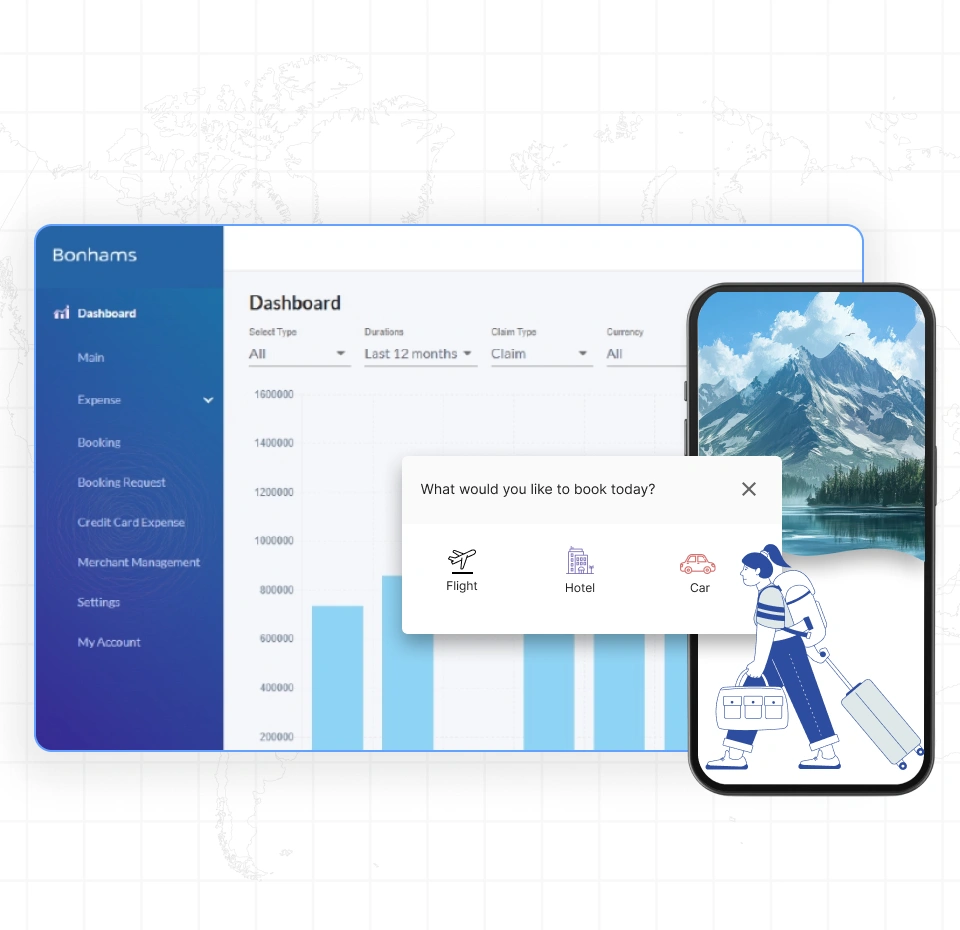 Bonhams
Dashboard
Main
Expense
Booking
Booking Request
Credit Card Expense
Merchant Management
Settings
My Account
Dashboard
Select Type Durations Claim Type Currency
All Last 12 months Claim All
1600000
1400000
1200000
1000000
800000
600000
400000
200000
What would you like to book today?
Flight Hotel Car